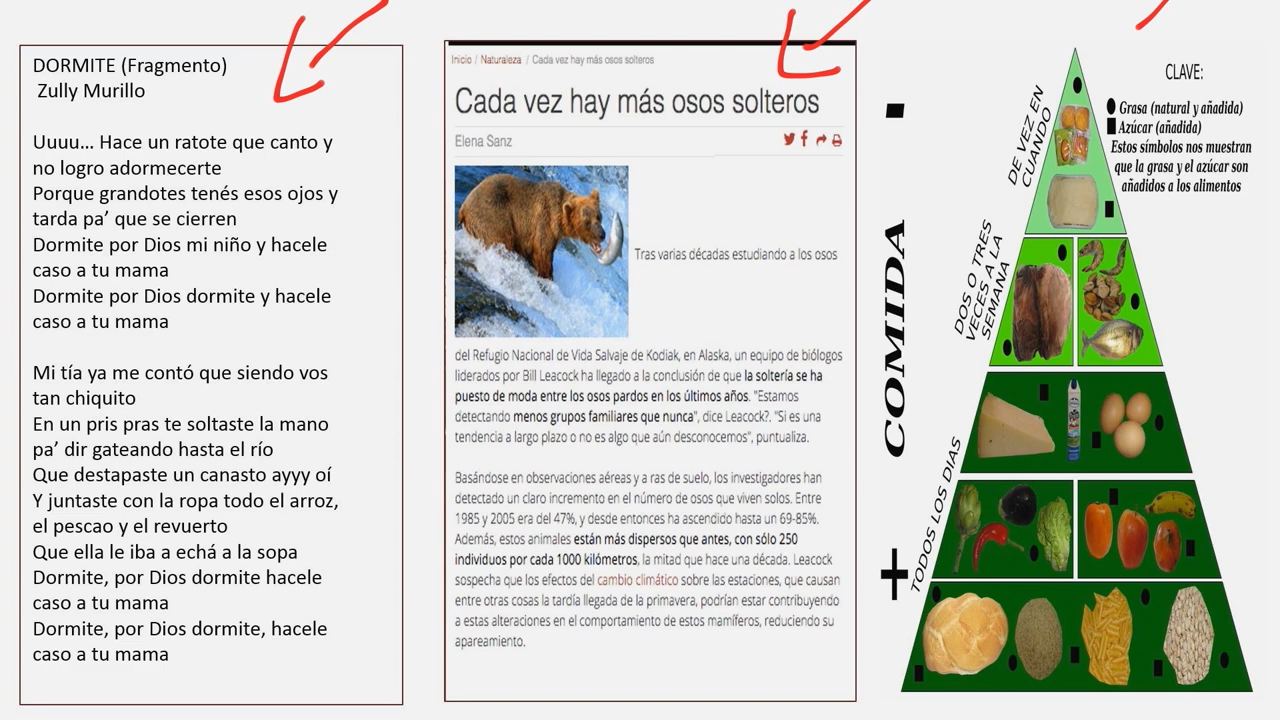 DORMITE (Fragmento)
Zully Murillo
Uuuu... Hace un ratote que canto y
no logro adormecerte
Porque grandotes tenés esos ojos y
tarda pa’ que se cierren
Dormite por Dios mi niño y hacele
caso a tu mama
Dormite por Dios dormite y hacele
caso a tu mama
Mi tía ya me contó que siendo vos
tan chiquito
En un pris pras te soltaste la mano
pa’ dir gateando hasta el río
Que destapaste un canasto ayyy oí
Y juntaste con la ropa todo el arroz,
el pescao y el revuerto
Que ella le iba a echá a la sopa
Dormite, por Dios dormite hacele
caso a tu mama
Dormite, por Dios dormite, hacele
caso a tu mama
Inicio / Naturaleza / Cada vez hay más osos solteros
Cada vez hay más osos solteros
Elena Sanz
Tras varias décadas estudiando a los osos
del Refugio Nacional de Vida Salvaje de Kodiak, en Alaska, un equipo de biólogos
liderados por Bill Leacock ha llegado a la conclusión de que la soltería se ha
puesto de moda entre los osos pardos en los últimos años. "Estamos
detectando menos grupos familiares que nunca", dice Leacock?. "Si es una
tendencia a largo plazo o no es algo que aún desconocemos", puntualiza.
Basándose en observaciones aéreas y a ras de suelo, los investigadores han
detectado un claro incremento en el número de osos que viven solos. Entre
1985 y 2005 era del 47%, y desde entonces ha ascendido hasta un 69-85%.
Además, estos animales están más dispersos que antes, con sólo 250
individuos por cada 1000 kilómetros, la mitad que hace una década. Leacock
sospecha que los efectos del cambio climático sobre las estaciones, que causan
entre otras cosas la tardía llegada de la primavera, podrían estar contribuyendo
a estas alteraciones en el comportamiento de estos mamíferos, reduciendo su
apareamiento.
CLAVE:
Grasa (natural y añadida)
Azúcar (añadida)
Estos símbolos nos muestran
que la grasa y el azúcar son
añadidos a los alimentos
-
COMIDA
+
DE VEZ EN
CUANDO
DOS O TRES
VECES A LA
SEMANA
TODOS LOS DIAS